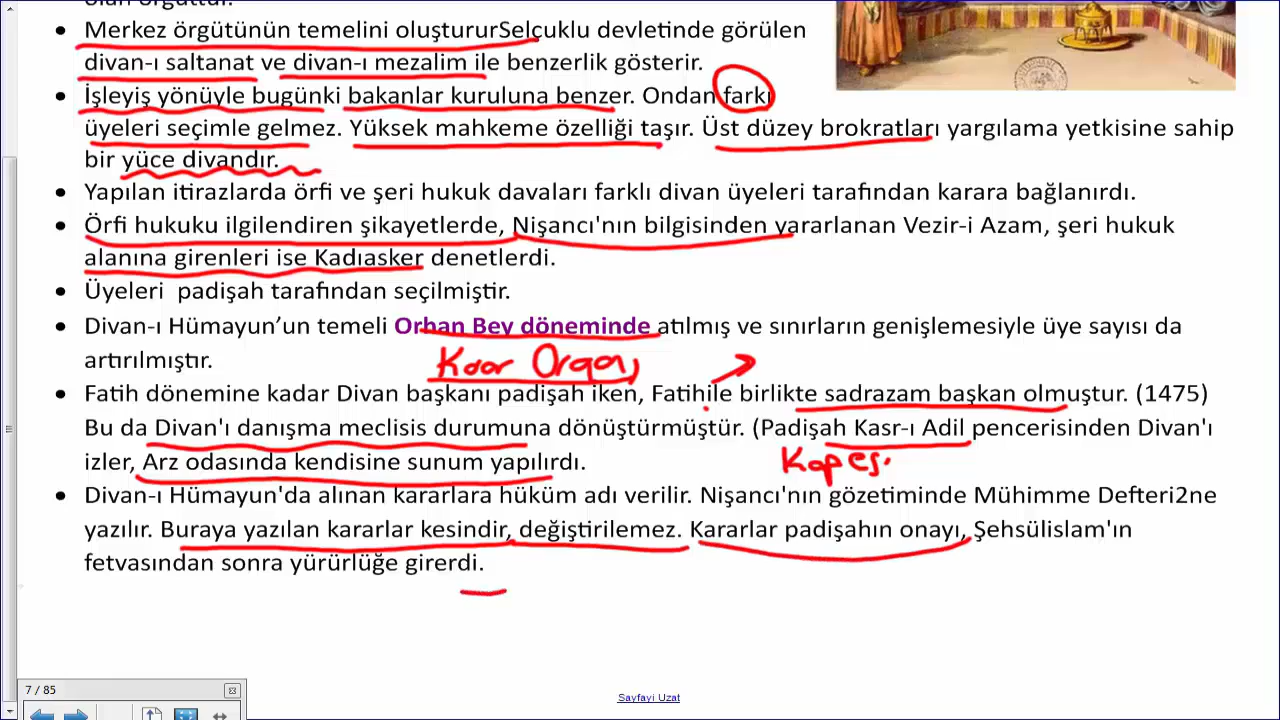 olan örgüttür.
• Merkez örgütünün temelini oluştururSelçuklu devletinde görülen
divan-ı saltanat ve divan-ı mezalim ile benzerlik gösterir.
• İşleyiş yönüyle bugünki bakanlar kuruluna benzer. Ondan farkı
üyeleri seçimle gelmez. Yüksek mahkeme özelliği taşır. Üst düzey brokratları yargılama yetkisine sahip
bir yüce divandır.
• Yapılan itirazlarda örfi ve şeri hukuk davaları farklı divan üyeleri tarafından karara bağlanırdı.
• Örfi hukuku ilgilendiren şikayetlerde, Nişancı'nın bilgisinden yararlanan Vezir-i Azam, şeri hukuk
alanına girenleri ise Kadıasker denetlerdi.
• Üyeleri padişah tarafından seçilmiştir.
• Divan-ı Hümayun’un temeli Orhan Bey döneminde atılmış ve sınırların genişlemesiyle üye sayısı da
artırılmıştır.
• Fatih dönemine kadar Divan başkanı padişah iken, Fatihile birlikte sadrazam başkan olmuştur. (1475)
Bu da Divan'ı danışma meclisis durumuna dönüştürmüştür. (Padişah Kasr-ı Adil pencerisinden Divan'ı
izler, Arz odasında kendisine sunum yapılırdı.
• Divan-ı Hümayun'da alınan kararlara hüküm adı verilir. Nişancı'nın gözetiminde Mühimme Defteri2ne
yazılır. Buraya yazılan kararlar kesindir, değiştirilemez. Kararlar padişahın onayı, Şehsülislam'ın
fetvasından sonra yürürlüğe girerdi.
7 / 85
Sayfayi Uzat